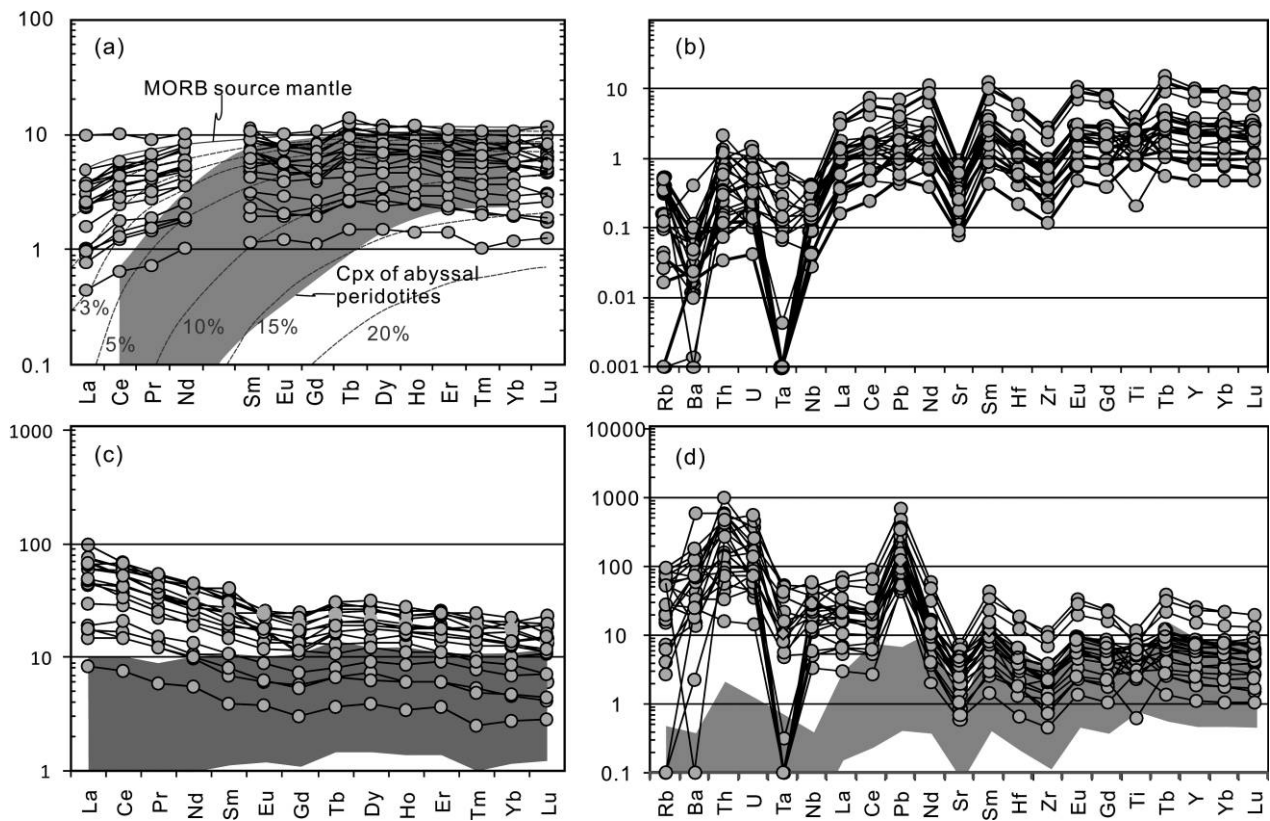 (a)
100
10
1
0.1
MORB source mantle
Cpx of abyssal
peridotites
3%
5%
10%
15%
20%
La Ce Pr Nd Sm Eu Gd Tb Dy Ho Er Tm Yb Lu
(b)
10
1
0.1
0.01
0.001
Rb Ba Th U Ta Nb La Ce Pb Nd Sr Sm Hf Zr Eu Gd Ti Tb Y Yb Lu
(c)
1000
100
10
1
La Ce Pr Nd Sm Eu Gd Tb Dy Ho Er Tm Yb Lu
(d)
10000
1000
100
10
1
0.1
Rb Ba Th U Ta Nb La Ce Pb Nd Sr Sm Hf Zr Eu Gd Ti Tb Y Yb Lu